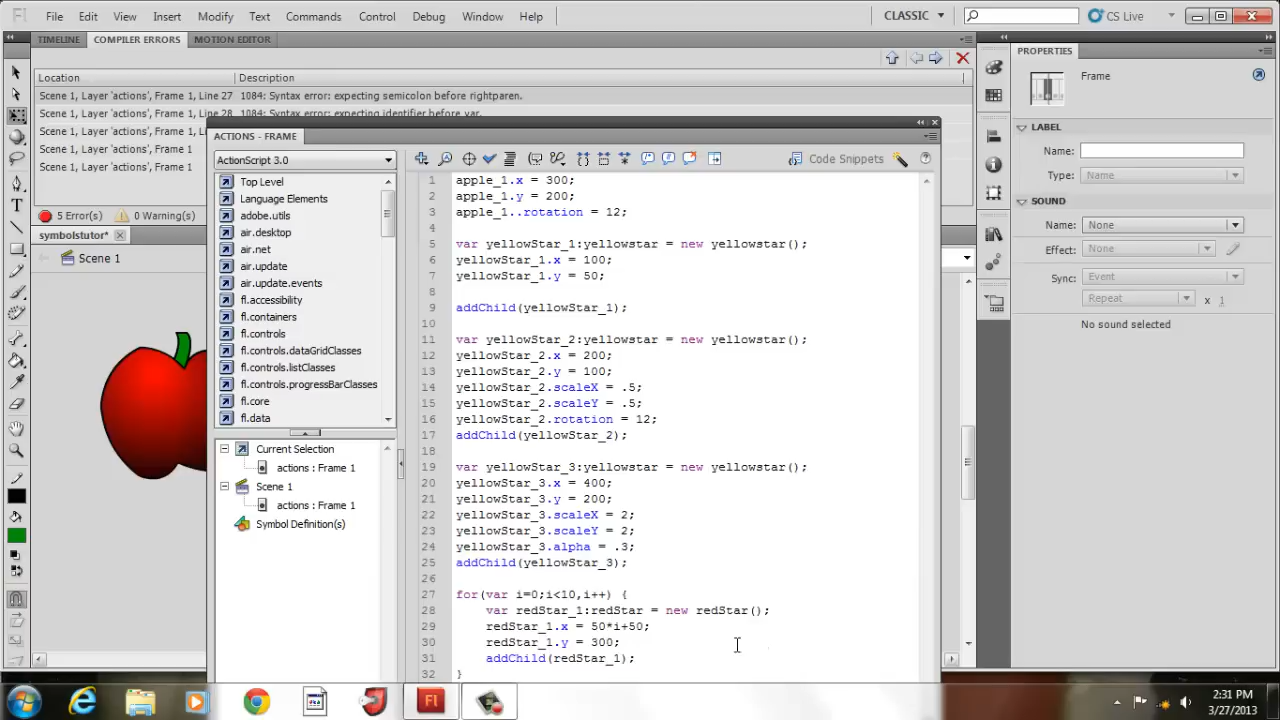 Fl File Edit View Insert Modify Text Commands Control Debug Window Help CLASSIC CS Live
TIMELINE COMPILER ERRORS MOTION EDITOR
Location Description
Scene 1, Layer 'actions', Frame 1, Line 27 1084: Syntax error: expecting semicolon before rightparen.
Scene 1, Layer 'actions', Frame 1, Line 28 1084: Syntax error: expecting identifier before var.
Scene 1, Layer 'actions', Frame 1
Scene 1, Layer 'actions', Frame 1
Scene 1, Layer 'actions', Frame 1
5 Error(s) 0 Warning(s)
symbolstutor*
Scene 1
ACTIONS - FRAME
ActionScript 3.0
Code Snippets
Top Level
Language Elements
adobe.utils
air.desktop
air.net
air.update
air.update.events
fl.accessibility
fl.containers
fl.controls
fl.controls.dataGridClasses
fl.controls.listClasses
fl.controls.progressBarClasses
fl.core
fl.data
Current Selection
actions : Frame 1
Scene 1
actions : Frame 1
Symbol Definition(s)
1 apple_1.x = 300;
2 apple_1.y = 200;
3 apple_1..rotation = 12;
4
5 var yellowStar_1:yellowstar = new yellowstar();
6 yellowStar_1.x = 100;
7 yellowStar_1.y = 50;
8
9 addChild(yellowStar_1);
10
11 var yellowStar_2:yellowstar = new yellowstar();
12 yellowStar_2.x = 200;
13 yellowStar_2.y = 100;
14 yellowStar_2.scaleX = .5;
15 yellowStar_2.scaleY = .5;
16 yellowStar_2.rotation = 12;
17 addChild(yellowStar_2);
18
19 var yellowStar_3:yellowstar = new yellowstar();
20 yellowStar_3.x = 400;
21 yellowStar_3.y = 200;
22 yellowStar_3.scaleX = 2;
23 yellowStar_3.scaleY = 2;
24 yellowStar_3.alpha = .3;
25 addChild(yellowStar_3);
26
27 for(var i=0;i<10,i++) {
28 var redStar_1:redStar = new redStar();
29 redStar_1.x = 50*i+50;
30 redStar_1.y = 300;
31 addChild(redStar_1);
32 }
PROPERTIES
Frame
LABEL
Name:
Type: Name
SOUND
Name: None
Effect: None
Sync: Event
Repeat x 1
No sound selected
Fl
2:31 PM
3/27/2013